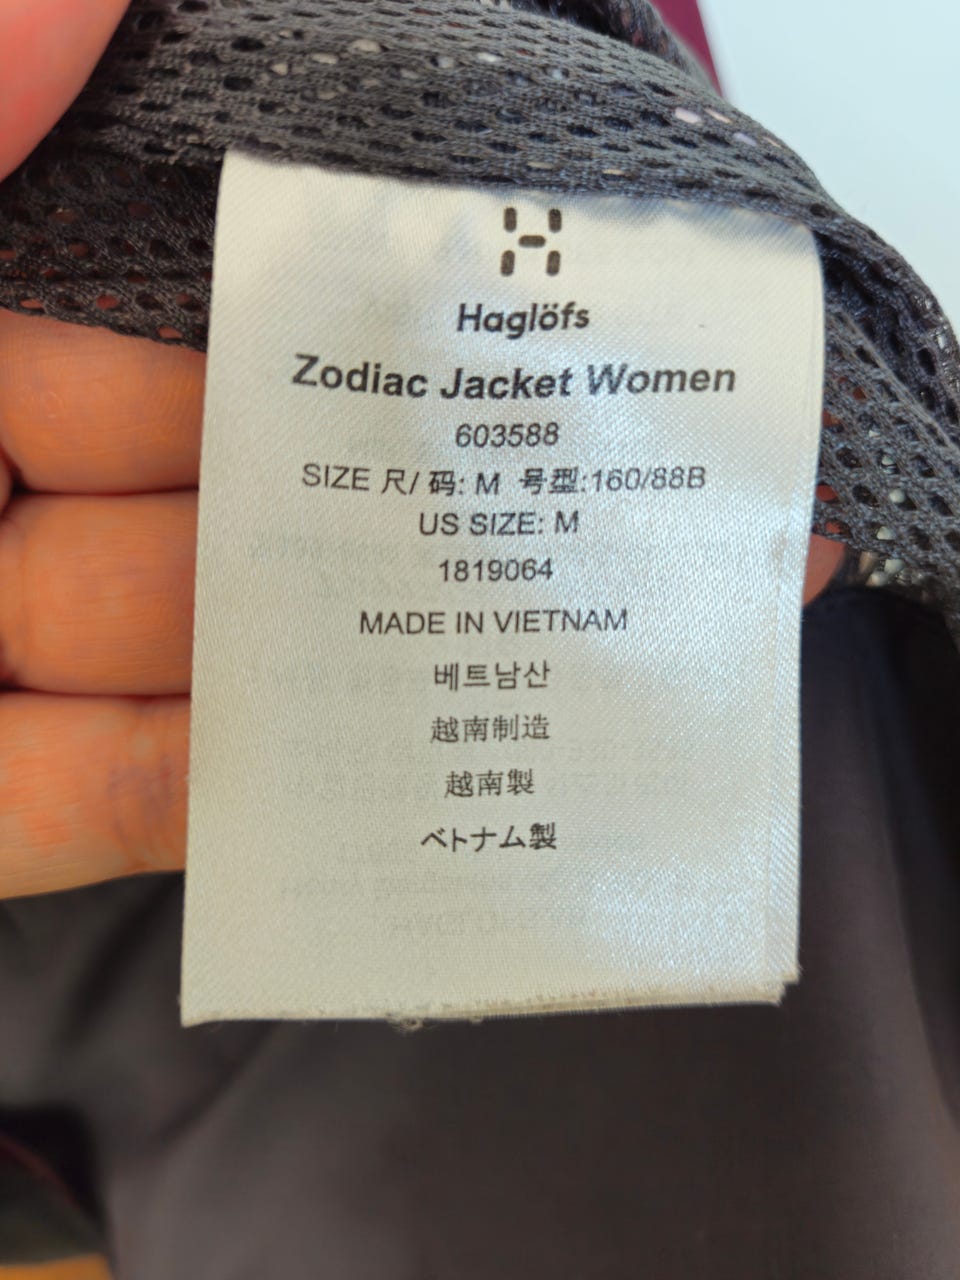 Haglöfs
Zodiac Jacket Women
603588
SIZE 尺/ 码: M 号型:160/88B
US SIZE: M
1819064
MADE IN VIETNAM
베트남산
越南制造
越南製
ベトナム製